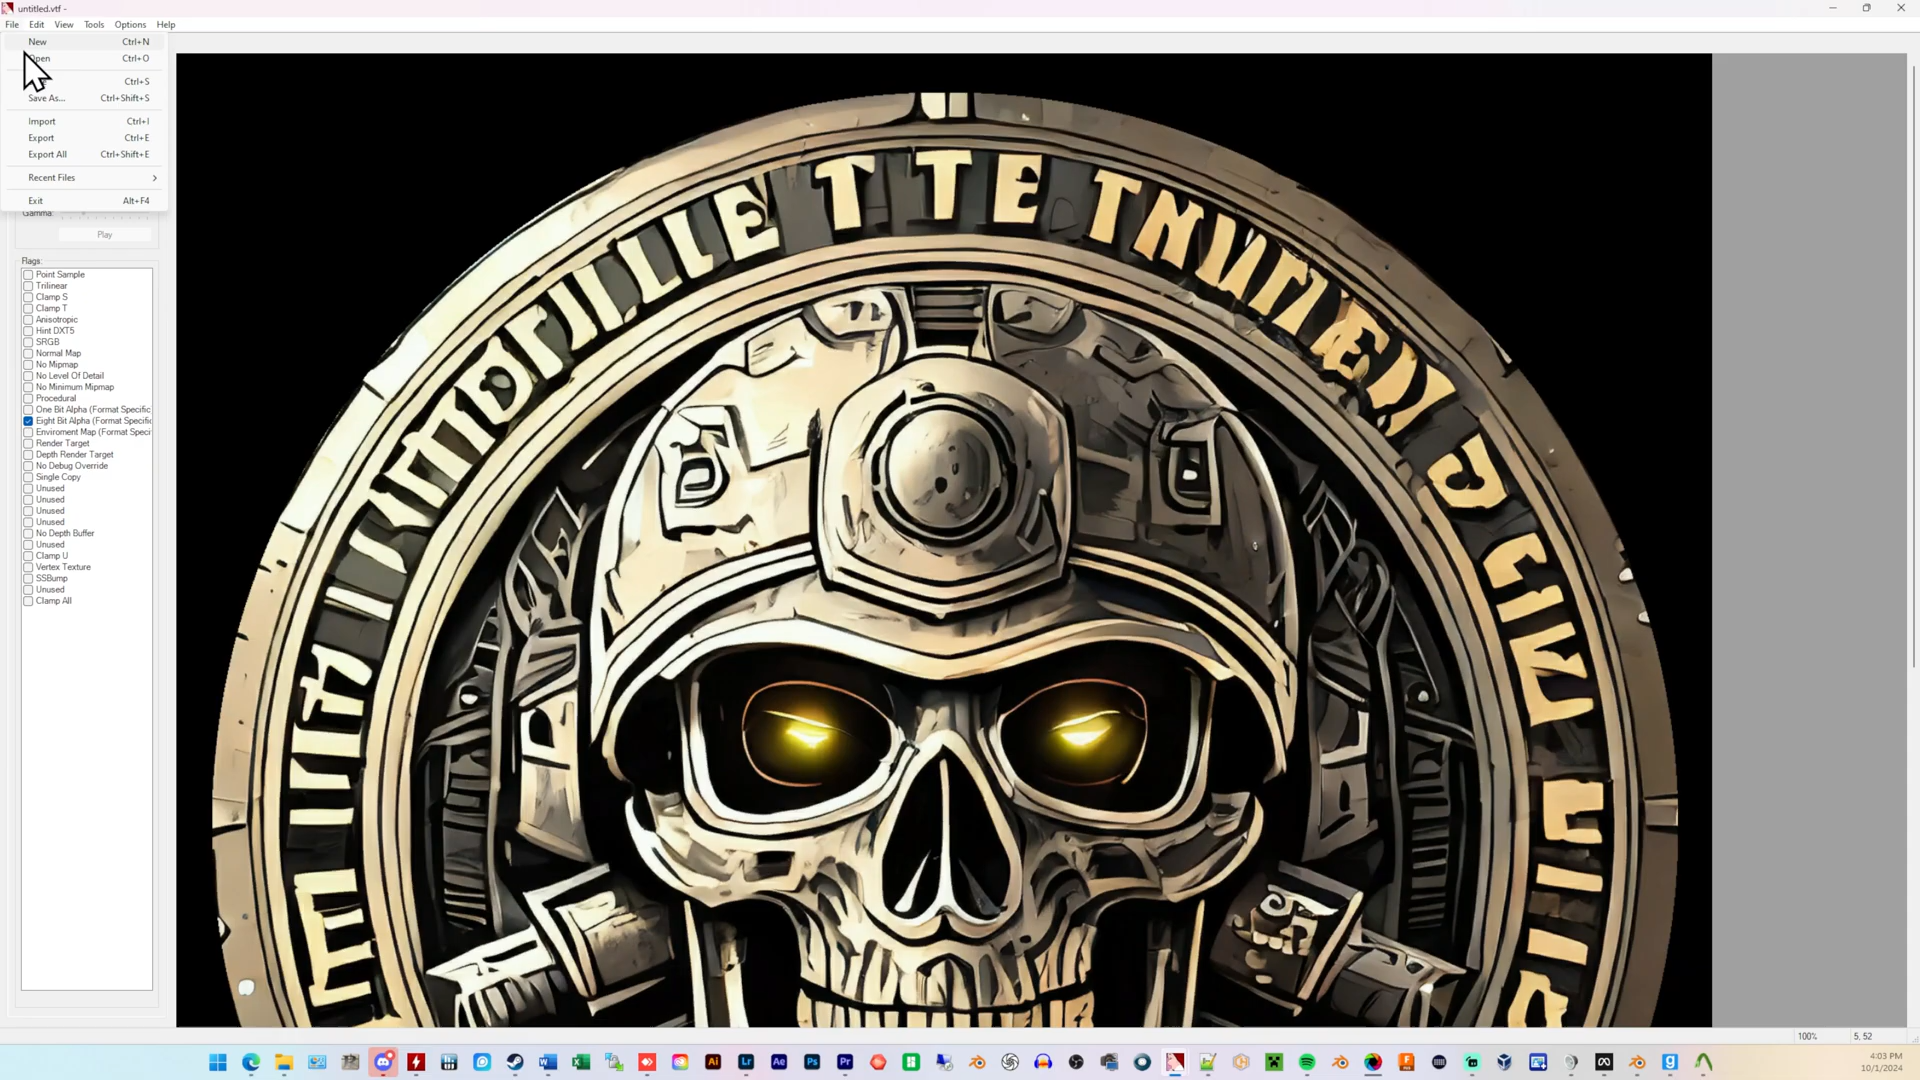 untitled.vtf -
File Edit View Tools Options Help
New Ctrl+N
Open Ctrl+O
Ctrl+S
Save As... Ctrl+Shift+S
Import Ctrl+I
Export Ctrl+E
Export All Ctrl+Shift+E
Recent Files
Exit Alt+F4
Gamma:
Play
Flags:
Point Sample
Trilinear
Clamp S
Clamp T
Anisotropic
Hint DXT5
SRGB
Normal Map
No Mipmap
No Level Of Detail
No Minimum Mipmap
Procedural
One Bit Alpha (Format Specific
Eight Bit Alpha (Format Specific
Enviroment Map (Format Speci
Render Target
Depth Render Target
No Debug Override
Single Copy
Unused
Unused
Unused
Unused
No Depth Buffer
Unused
Clamp U
Vertex Texture
SSBump
Unused
Clamp All
100% 5, 52
4:03 PM
10/1/2024